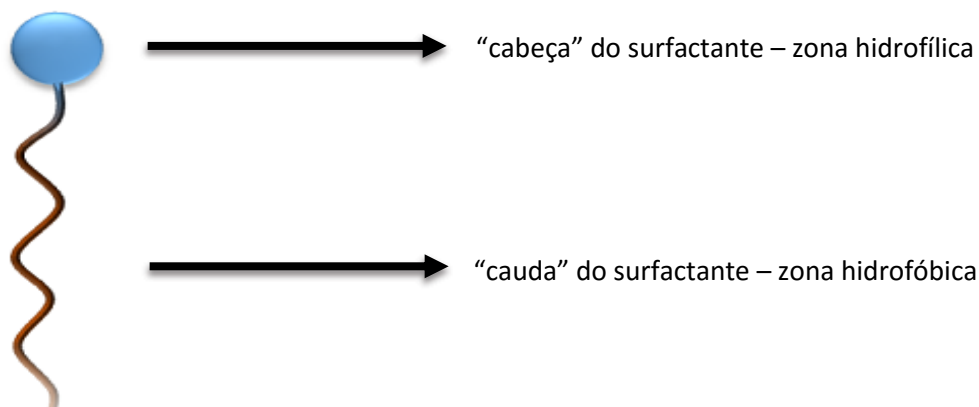 “cabeça” do surfactante – zona hidrofílica
“cauda” do surfactante – zona hidrofóbica